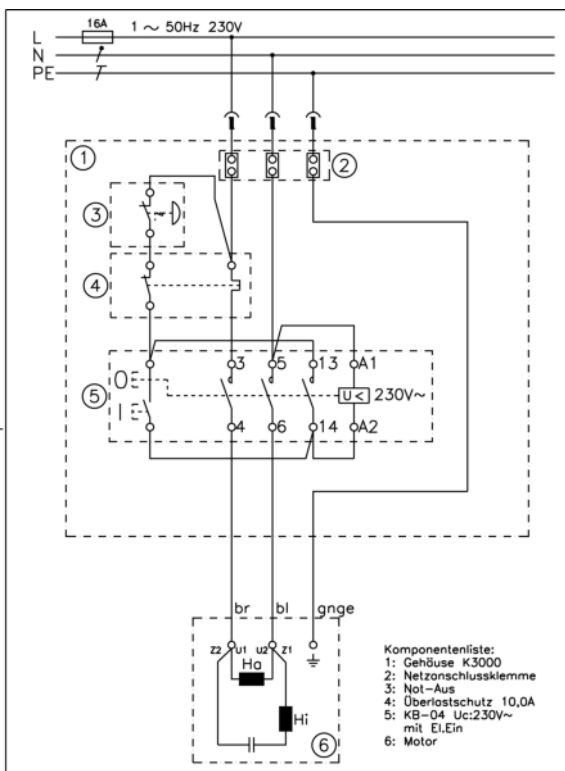 16A 1 ~ 50Hz 230V
L
N
PE
1
2
3
4
3 5 13 A1
O
5
I
U< 230V~
4 6 14 A2
br bl gnge
Z2 U1 U2 Z1
Ha
Hi
6
Komponentenliste:
1: Gehöuse K3000
2: Netzanschlussklemme
3: Not-Aus
4: Überlostschutz 10,0A
5: KB-04 Uc:230V~
mit El.Ein
6: Motor